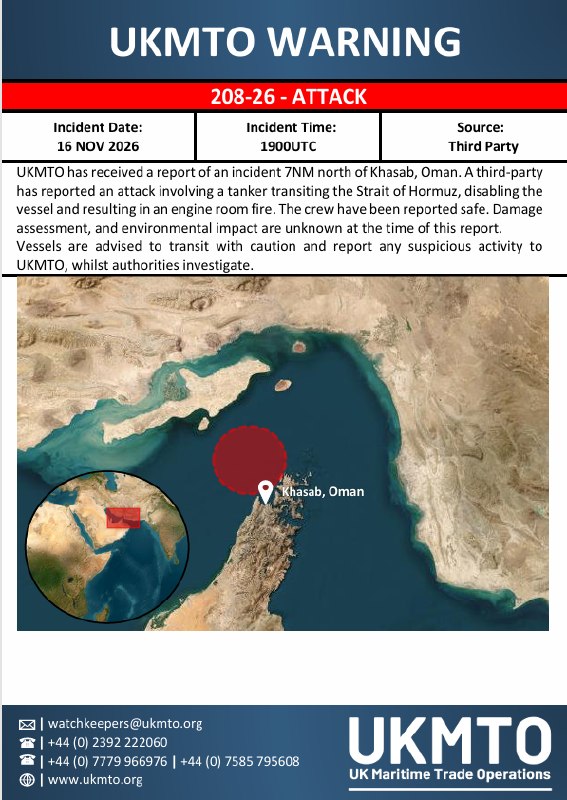 UKMTO WARNING
208-26 - ATTACK
Incident Date:
16 NOV 2026
Incident Time:
1900UTC
Source:
Third Party
UKMTO has received a report of an incident 7NM north of Khasab, Oman. A third-party
has reported an attack involving a tanker transiting the Strait of Hormuz, disabling the
vessel and resulting in an engine room fire. The crew have been reported safe. Damage
assessment, and environmental impact are unknown at the time of this report.
Vessels are advised to transit with caution and report any suspicious activity to
UKMTO, whilst authorities investigate.
Khasab, Oman
| watchkeepers@ukmto.org
| +44 (0) 2392 222060
| +44 (0) 7779 966976 | +44 (0) 7585 795608
| www.ukmto.org
UKMTO
UK Maritime Trade Operations